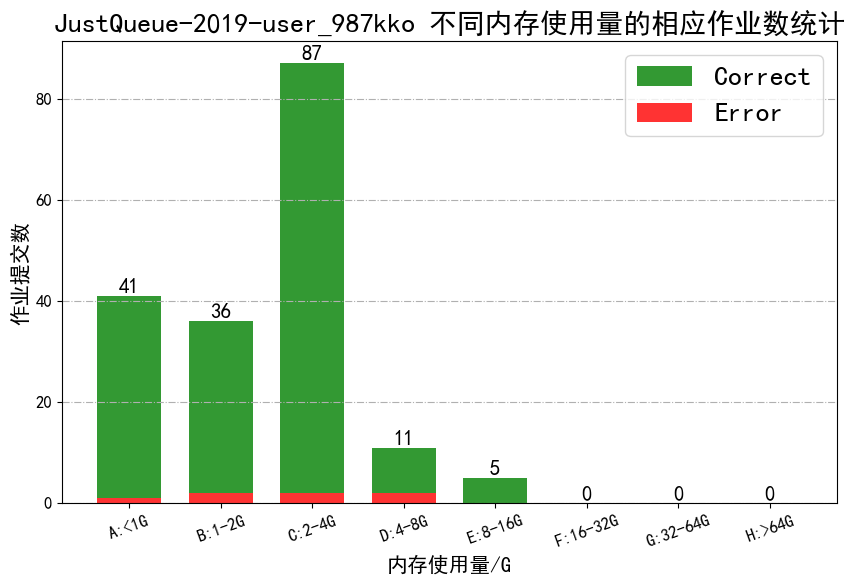 JustQueue-2019-user_987kko 不同内存使用量的相应作业数统计
Correct
Error
87
41
36
11
5
0
0
0
80
60
40
20
0
作业提交数
A:<1G
B:1-2G
C:2-4G
D:4-8G
E:8-16G
F:16-32G
G:32-64G
H:>64G
内存使用量/G